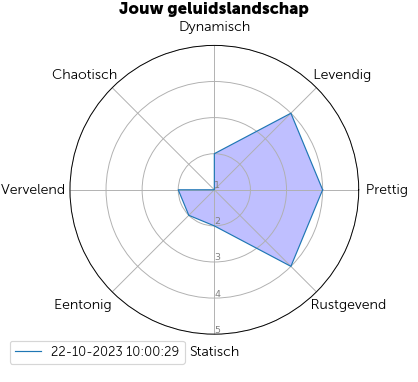 Jouw geluidslandschap
Dynamisch
Chaotisch
Levendig
Vervelend
Prettig
1
2
3
4
5
Eentonig
Rustgevend
Statisch
22-10-2023 10:00:29